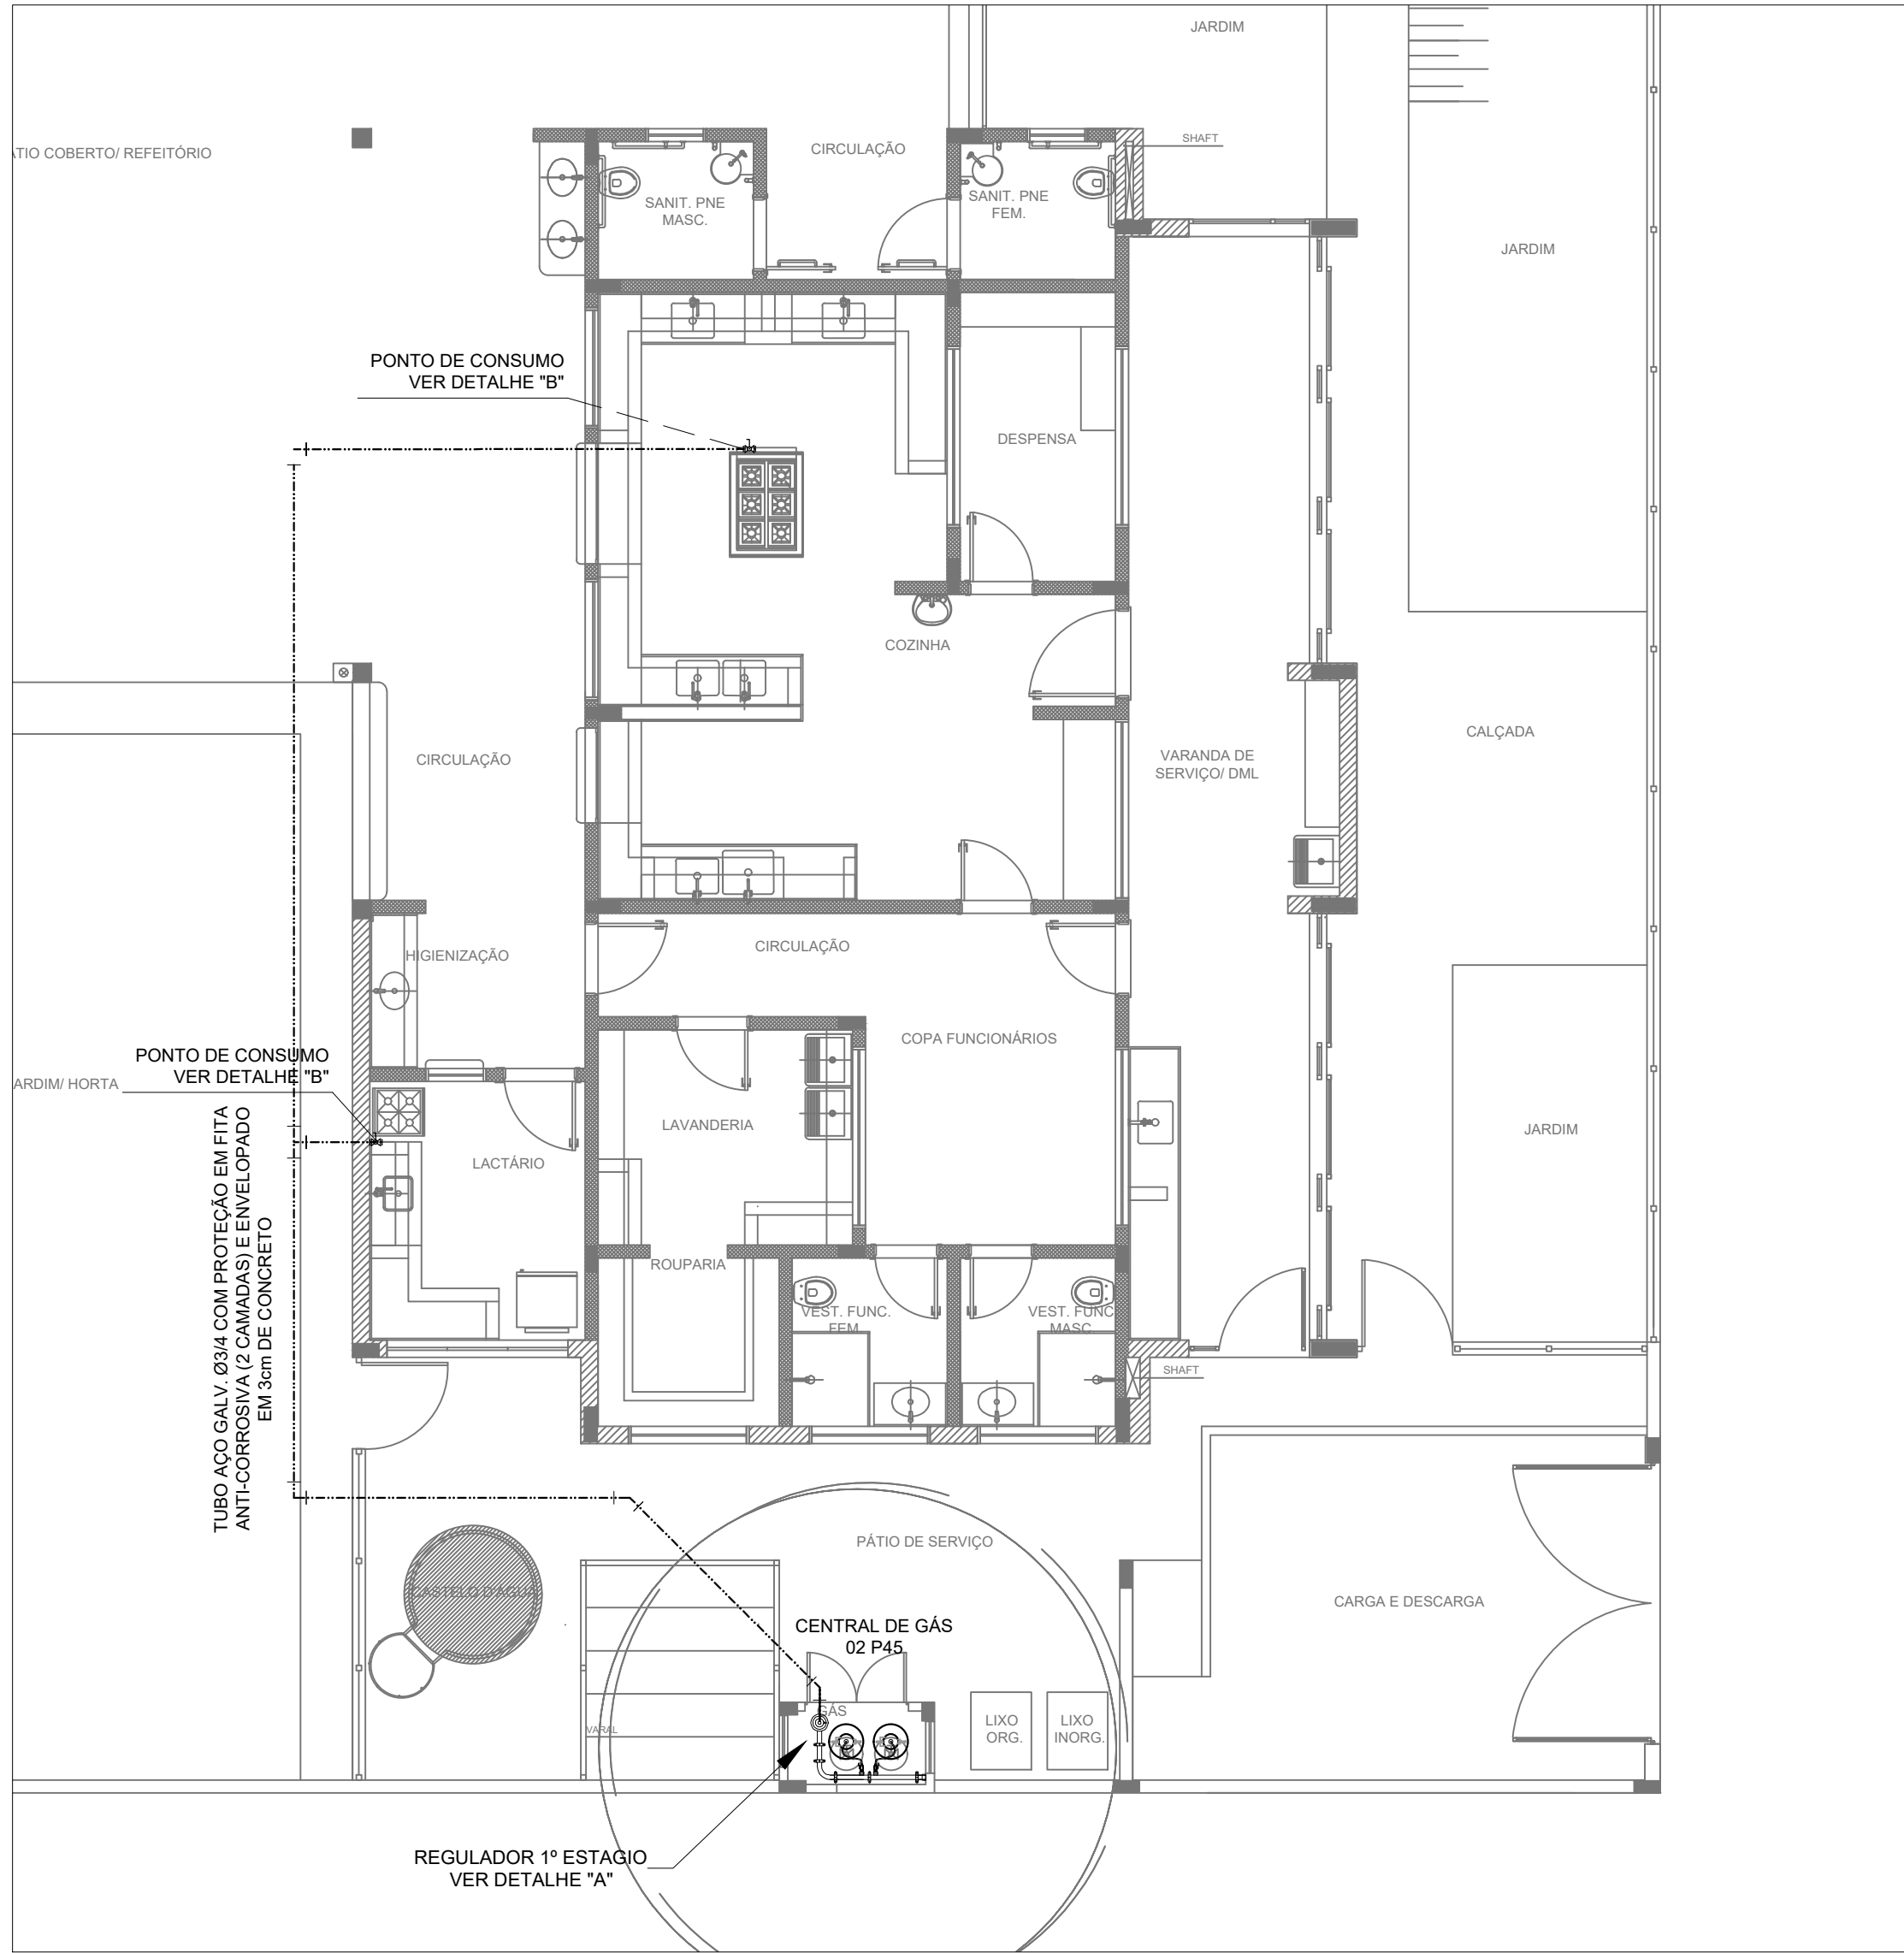 JARDIM
SHAFT
ATIO COBERTO/ REFEITÓRIO
CIRCULAÇÃO
SANIT. PNE
MASC.
SANIT. PNE
FEM.
JARDIM
PONTO DE CONSUMO
VER DETALHE "B"
DESPENSA
COZINHA
CALÇADA
CIRCULAÇÃO
VARANDA DE
SERVIÇO/ DML
CIRCULAÇÃO
HIGIENIZAÇÃO
COPA FUNCIONÁRIOS
PONTO DE CONSUMO
VER DETALHE "B"
ARDIM/ HORTA
LAVANDERIA
JARDIM
LACTÁRIO
TUBO AÇO GALV. Ø3/4 COM PROTEÇÃO EM FITA
ANTI-CORROSIVA (2 CAMADAS) E ENVELOPADO
EM 3cm DE CONCRETO
ROUPARIA
VEST. FUNC.
FEM.
VEST. FUNC
MASC.
SHAFT
PÁTIO DE SERVIÇO
CASTELO D'ÁGUA
CARGA E DESCARGA
CENTRAL DE GÁS
02 P45
GÁS
LIXO
ORG.
LIXO
INORG.
VARAL
REGULADOR 1º ESTAGIO
VER DETALHE "A"